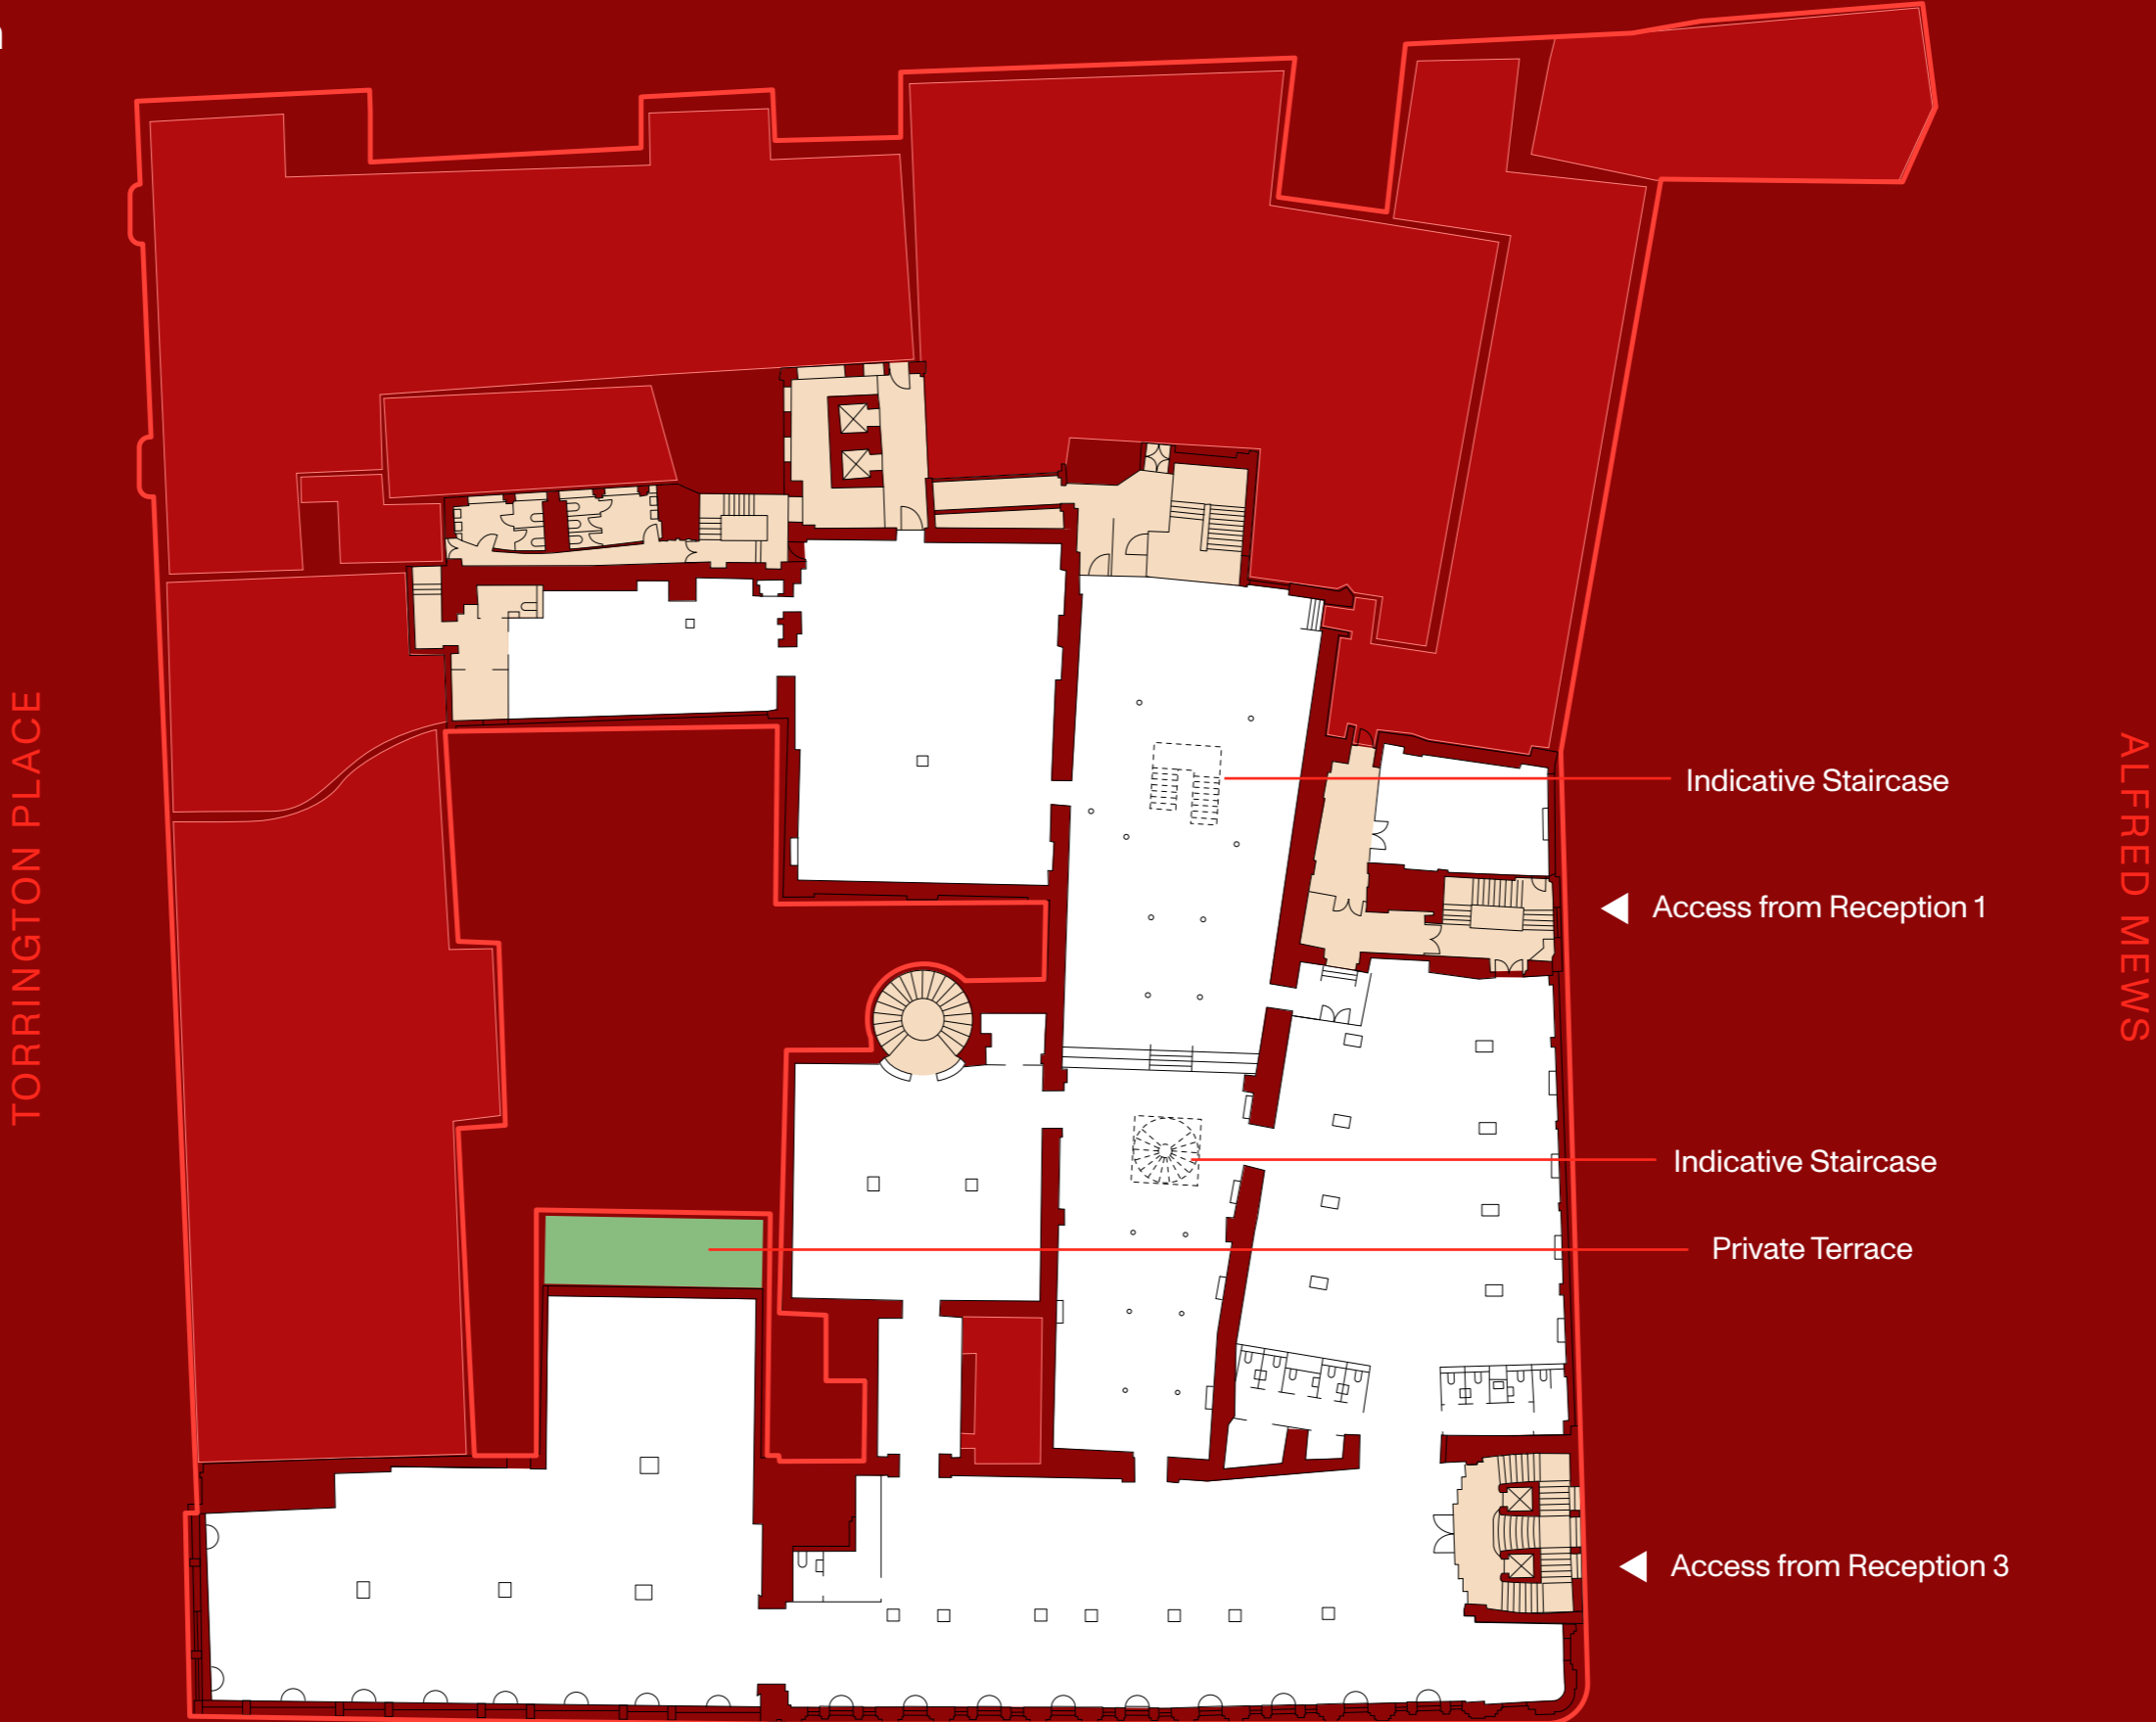 TORRINGTON PLACE
Indicative Staircase
Access from Reception 1
ALFRED MEWS
Indicative Staircase
Private Terrace
Access from Reception 3